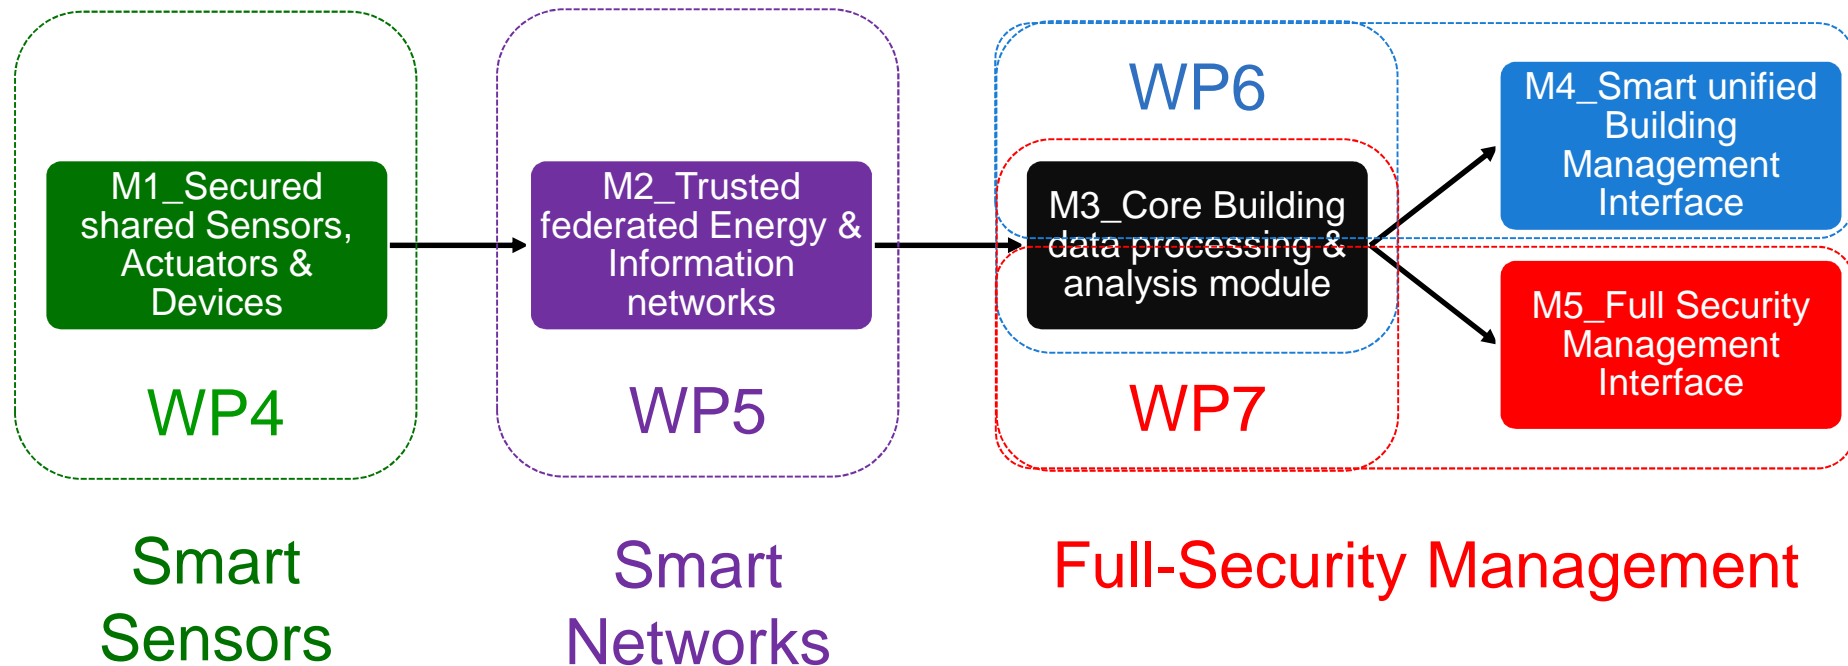 M1_Secured
shared Sensors,
Actuators &
Devices
WP4
Smart
Sensors
M2_Trusted
federated Energy &
Information
networks
WP5
Smart
Networks
WP6
M3_Core Building
data processing &
analysis module
WP7
M4_Smart unified
Building
Management
Interface
M5_Full Security
Management
Interface
Full-Security Management